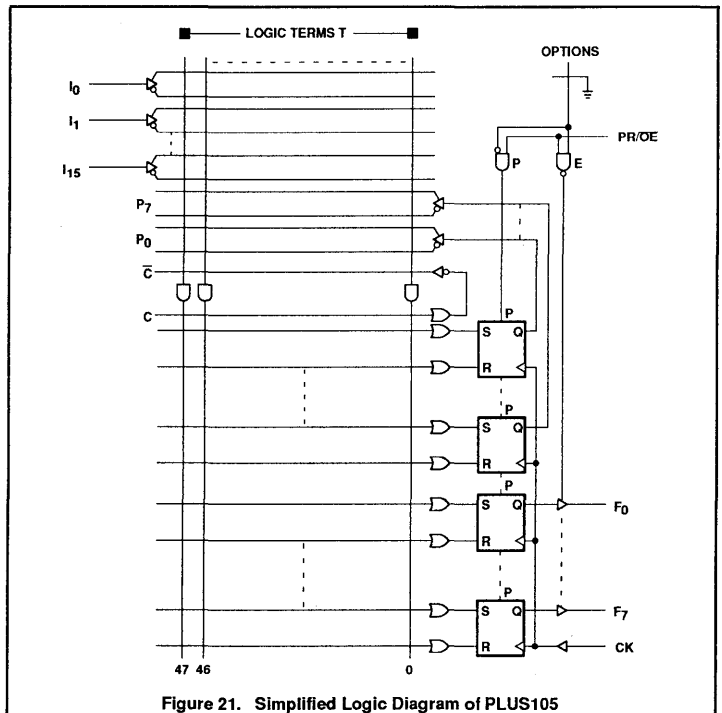 LOGIC TERMS T
OPTIONS
I0
I1
PR/OE
P E
I15
P7
P0
C
C
P
S Q
R
P
S Q
R
P
S Q F0
R
P
S Q F7
R CK
47 46 0
Figure 21. Simplified Logic Diagram of PLUS105